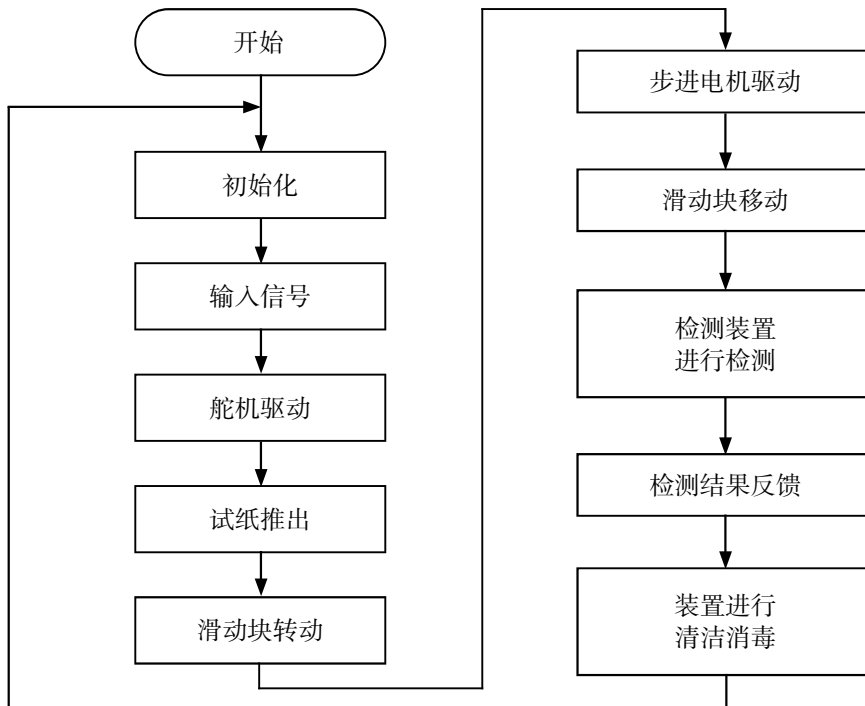 开始
初始化
输入信号
舵机驱动
试纸推出
滑动块转动
步进电机驱动
滑动块移动
检测装置
进行检测
检测结果反馈
装置进行
清洁消毒